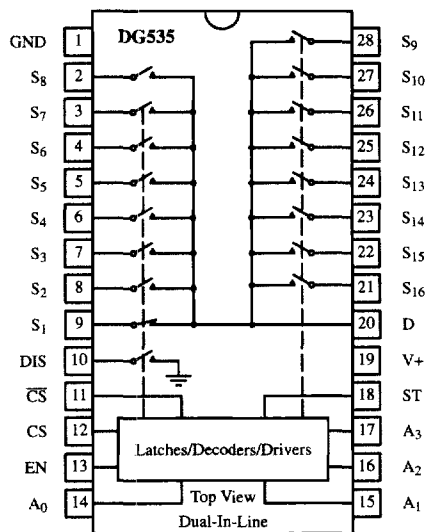 DG535
GND 1 28 S9
S8 2 27 S10
S7 3 26 S11
S6 4 25 S12
S5 5 24 S13
S4 6 23 S14
S3 7 22 S15
S2 8 21 S16
S1 9 20 D
DIS 10 19 V+
CS 11 18 ST
CS 12 17 A3
EN 13 16 A2
A0 14 15 A1
Latches/Decoders/Drivers
Top View
Dual-In-Line